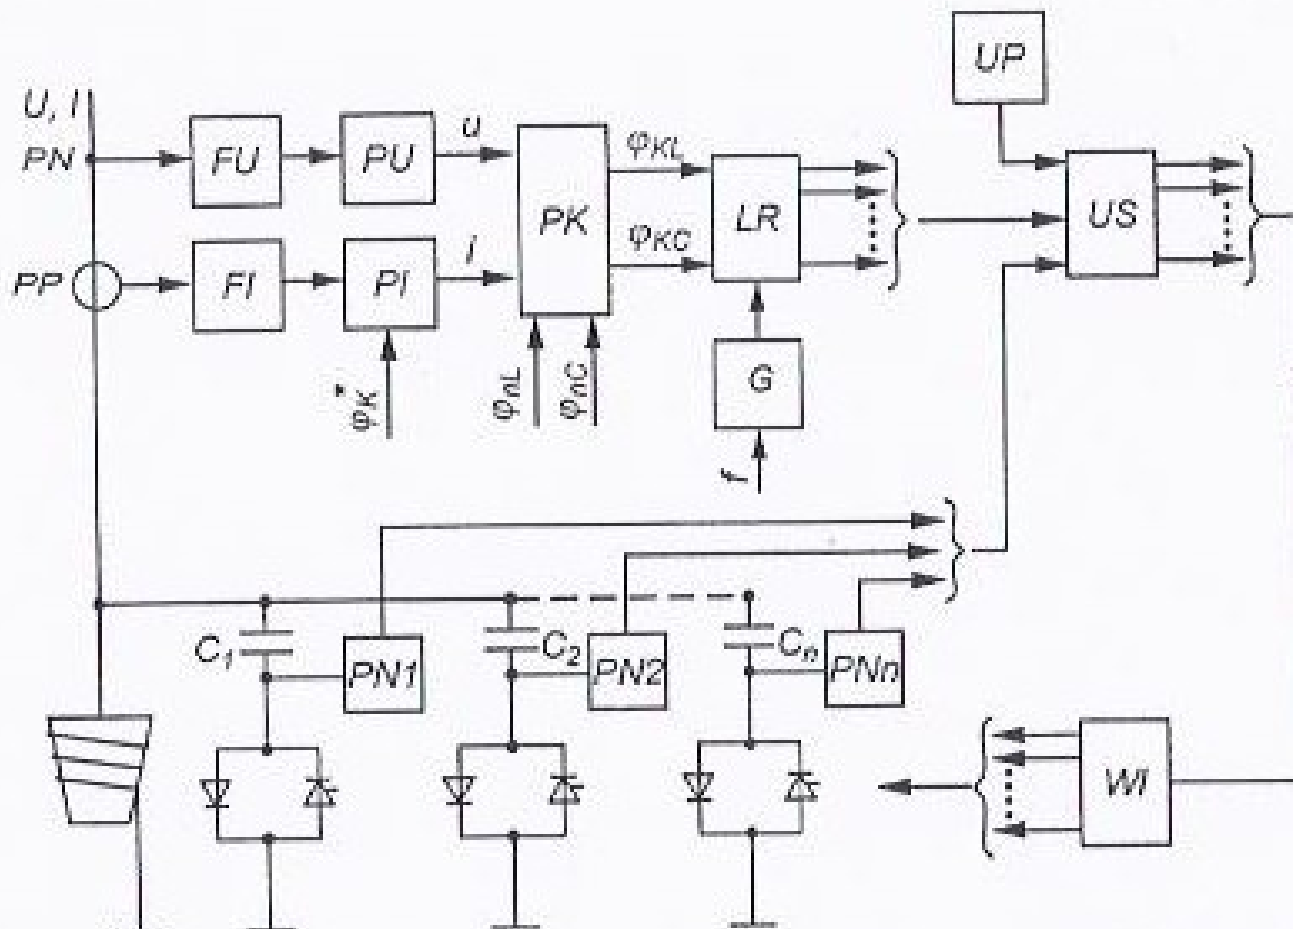 UP
U, I
PN
FU
PU
u
PK
φKL
LR
US
φKC
PP
FI
PI
i
G
φK*
φnL
φnC
f
C1
PN1
C2
PN2
Cn
PNn
WI